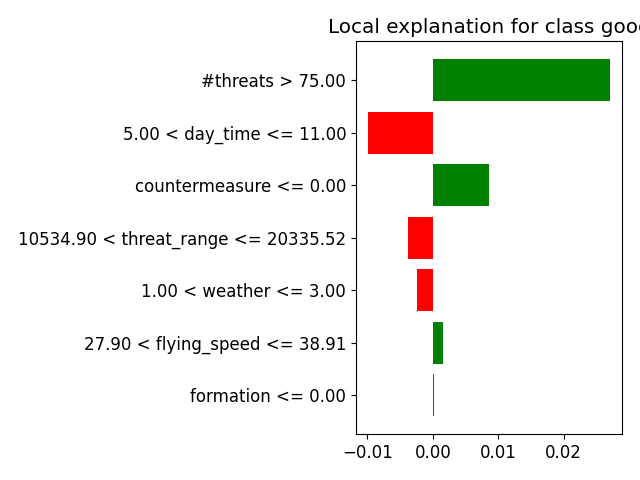 Local explanation for class good
#threats > 75.00
5.00 < day_time <= 11.00
countermeasure <= 0.00
10534.90 < threat_range <= 20335.52
1.00 < weather <= 3.00
27.90 < flying_speed <= 38.91
formation <= 0.00
−0.01 0.00 0.01 0.02